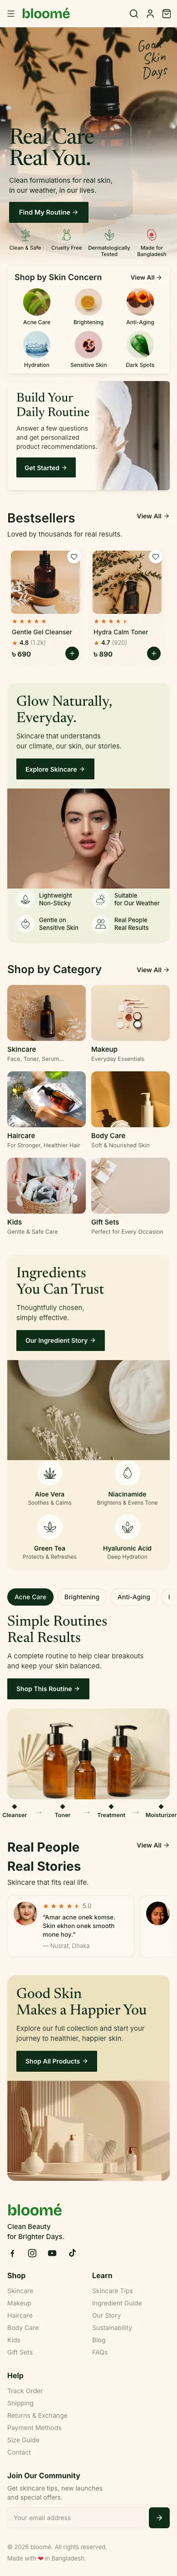 bloomé
Good
Skin
Days
Real Care
Real You.
Clean formulations for real skin,
in our weather, in our lives.
Find My Routine →
Clean & Safe
Cruelty Free
Dermatologically
Tested
Made for
Bangladesh
Shop by Skin Concern
View All →
Acne Care
Brightening
Anti-Aging
Hydration
Sensitive Skin
Dark Spots
Build Your
Daily Routine
Answer a few questions
and get personalized
product recommendations.
Get Started →
Bestsellers
View All →
Loved by thousands for real results.
★★★★★
Gentle Gel Cleanser
★ 4.8 (1.2k)
৳ 690
Hydra Calm Toner
★ 4.7 (920)
৳ 890
Glow Naturally,
Everyday.
Skincare that understands
our climate, our skin, our stories.
Explore Skincare →
Lightweight
Non-Sticky
Suitable
for Our Weather
Gentle on
Sensitive Skin
Real People
Real Results
Shop by Category
View All →
Skincare
Face, Toner, Serum...
Makeup
Everyday Essentials
Haircare
For Stronger, Healthier Hair
Body Care
Soft & Nourished Skin
Kids
Gentle & Safe Care
Gift Sets
Perfect for Every Occasion
Ingredients
You Can Trust
Thoughtfully chosen,
simply effective.
Our Ingredient Story →
Aloe Vera
Soothes & Calms
Niacinamide
Brightens & Evens Tone
Green Tea
Protects & Refreshes
Hyaluronic Acid
Deep Hydration
Acne Care
Brightening
Anti-Aging
Simple Routines
Real Results
A complete routine to help clear breakouts
and keep your skin balanced.
Shop This Routine →
Cleanser
→
Toner
→
Treatment
→
Moisturizer
Real People
Real Stories
View All →
Skincare that fits real life.
5.0
"Amar acne onek komse.
Skin ekhon onek smooth
mone hoy."
— Nusrat, Dhaka
Good Skin
Makes a Happier You
Explore our full collection and start your
journey to healthier, happier skin.
Shop All Products →
bloomé
Clean Beauty
for Brighter Days.
Shop
Skincare
Makeup
Haircare
Body Care
Kids
Gift Sets
Learn
Skincare Tips
Ingredient Guide
Our Story
Sustainability
Blog
FAQs
Help
Track Order
Shipping
Returns & Exchange
Payment Methods
Size Guide
Contact
Join Our Community
Get skincare tips, new launches
and special offers.
Your email address
→
© 2026 bloomé. All rights reserved.
Made with ❤ in Bangladesh.